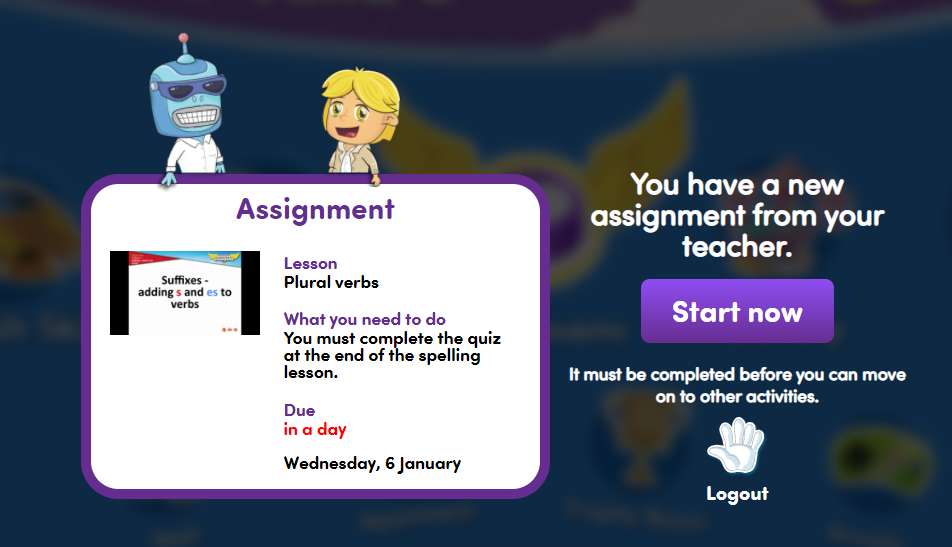 Assignment
Suffixes -
adding s and es to
verbs
Lesson
Plural verbs
What you need to do
You must complete the quiz
at the end of the spelling
lesson.
Due
in a day
Wednesday, 6 January
You have a new
assignment from your
teacher.
Start now
It must be completed before you can move
on to other activities.
Logout